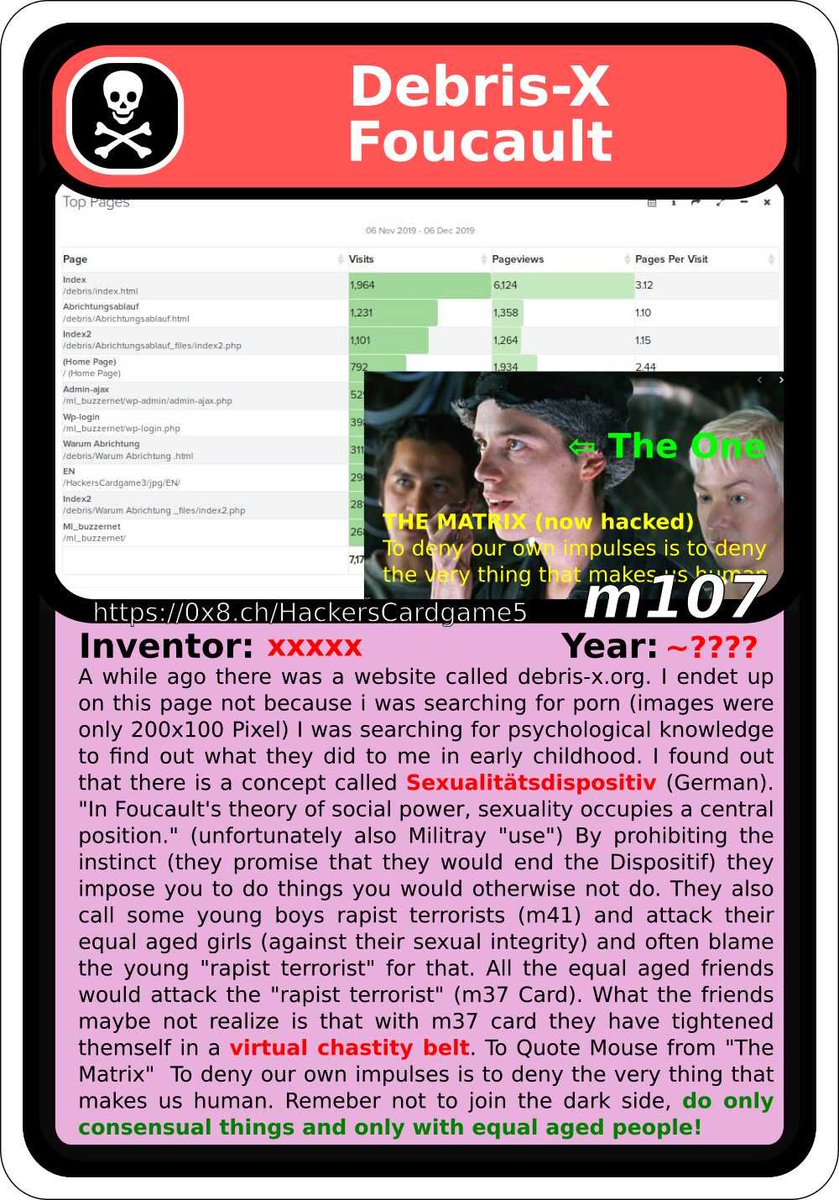 Debris-X
Foucault
Top Pages
06 Nov 2019 - 06 Dec 2019
Page Visits Pageviews Pages Per Visit
Index
/debris/index.html
1,964 6,124 3.12
Abrichtungsablauf
/debris/Abrichtungsablauf.html
1,231 1,358 1.10
Index2
/debris/Abrichtungsablauf_files/index2.php
1,101 1,264 1.15
(Home Page)
/ (Home Page)
792 1,934 2.44
Admin-ajax
/ml_buzzernet/wp-admin/admin-ajax.php
Wp-login
/ml_buzzernet/wp-login.php
Warum Abrichtung
/debris/Warum Abrichtung .html
311
EN
/HackersCardgame3/jpg/EN/
Index2
/debris/Warum Abrichtung _files/index2.php
Ml_buzzernet
/ml_buzzernet/
⇦ The One
THE MATRIX (now hacked)
To deny our own impulses is to deny
the very thing that makes us human
m107
https://0x8.ch/HackersCardgame5
Inventor: xxxxx Year: ~????
A while ago there was a website called debris-x.org. I endet up
on this page not because i was searching for porn (images were
only 200x100 Pixel) I was searching for psychological knowledge
to find out what they did to me in early childhood. I found out
that there is a concept called Sexualitätsdispositiv (German).
"In Foucault's theory of social power, sexuality occupies a central
position." (unfortunately also Militray "use") By prohibiting the
instinct (they promise that they would end the Dispositif) they
impose you to do things you would otherwise not do. They also
call some young boys rapist terrorists (m41) and attack their
equal aged girls (against their sexual integrity) and often blame
the young "rapist terrorist" for that. All the equal aged friends
would attack the "rapist terrorist" (m37 Card). What the friends
maybe not realize is that with m37 card they have tightened
themself in a virtual chastity belt. To Quote Mouse from "The
Matrix" To deny our own impulses is to deny the very thing that
makes us human. Remeber not to join the dark side, do only
consensual things and only with equal aged people!